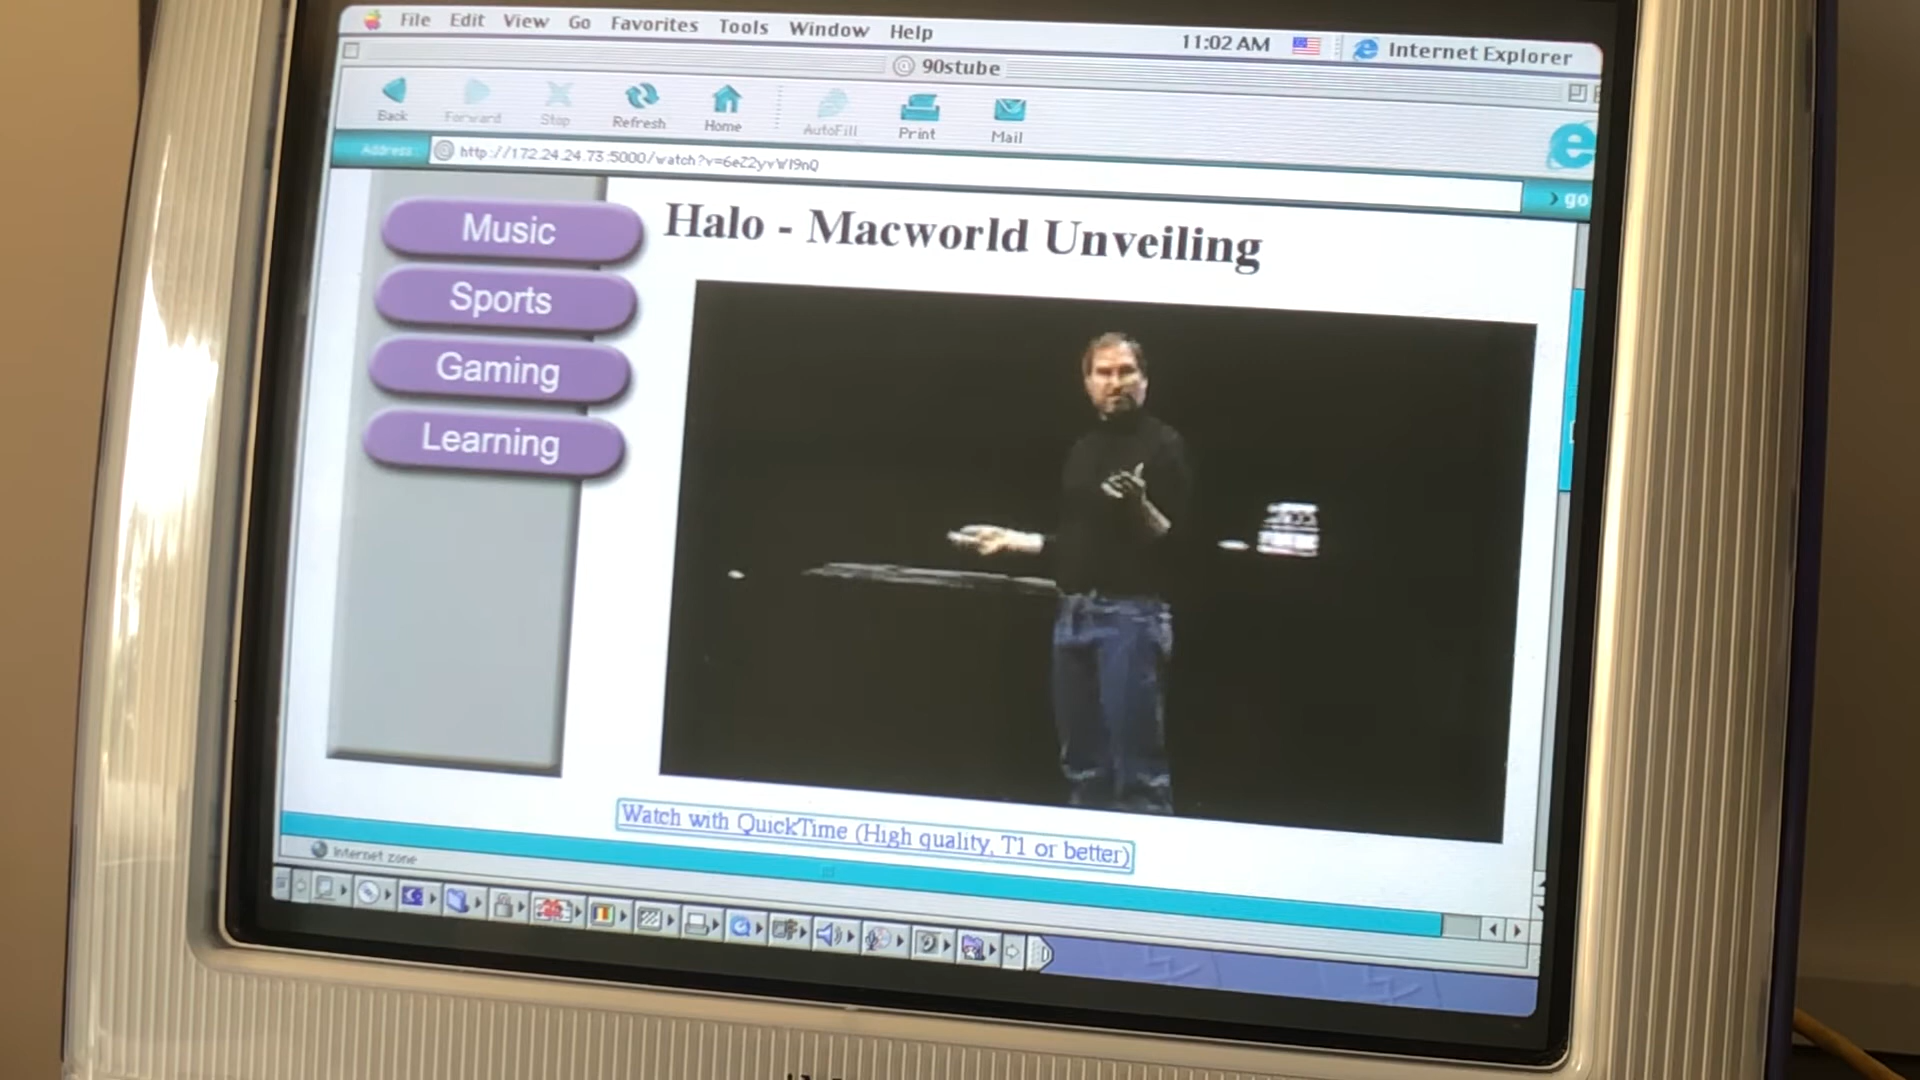 File Edit View Go Favorites Tools Window Help
11:02 AM Internet Explorer
90stube
Back Forward Stop Refresh Home AutoFill Print Mail
Address: http://172.24.24.73:5000/watch?v=6eZ2yvWI9nQ go
Music
Sports
Gaming
Learning
Halo - Macworld Unveiling
Watch with QuickTime (High quality, T1 or better)
Internet zone